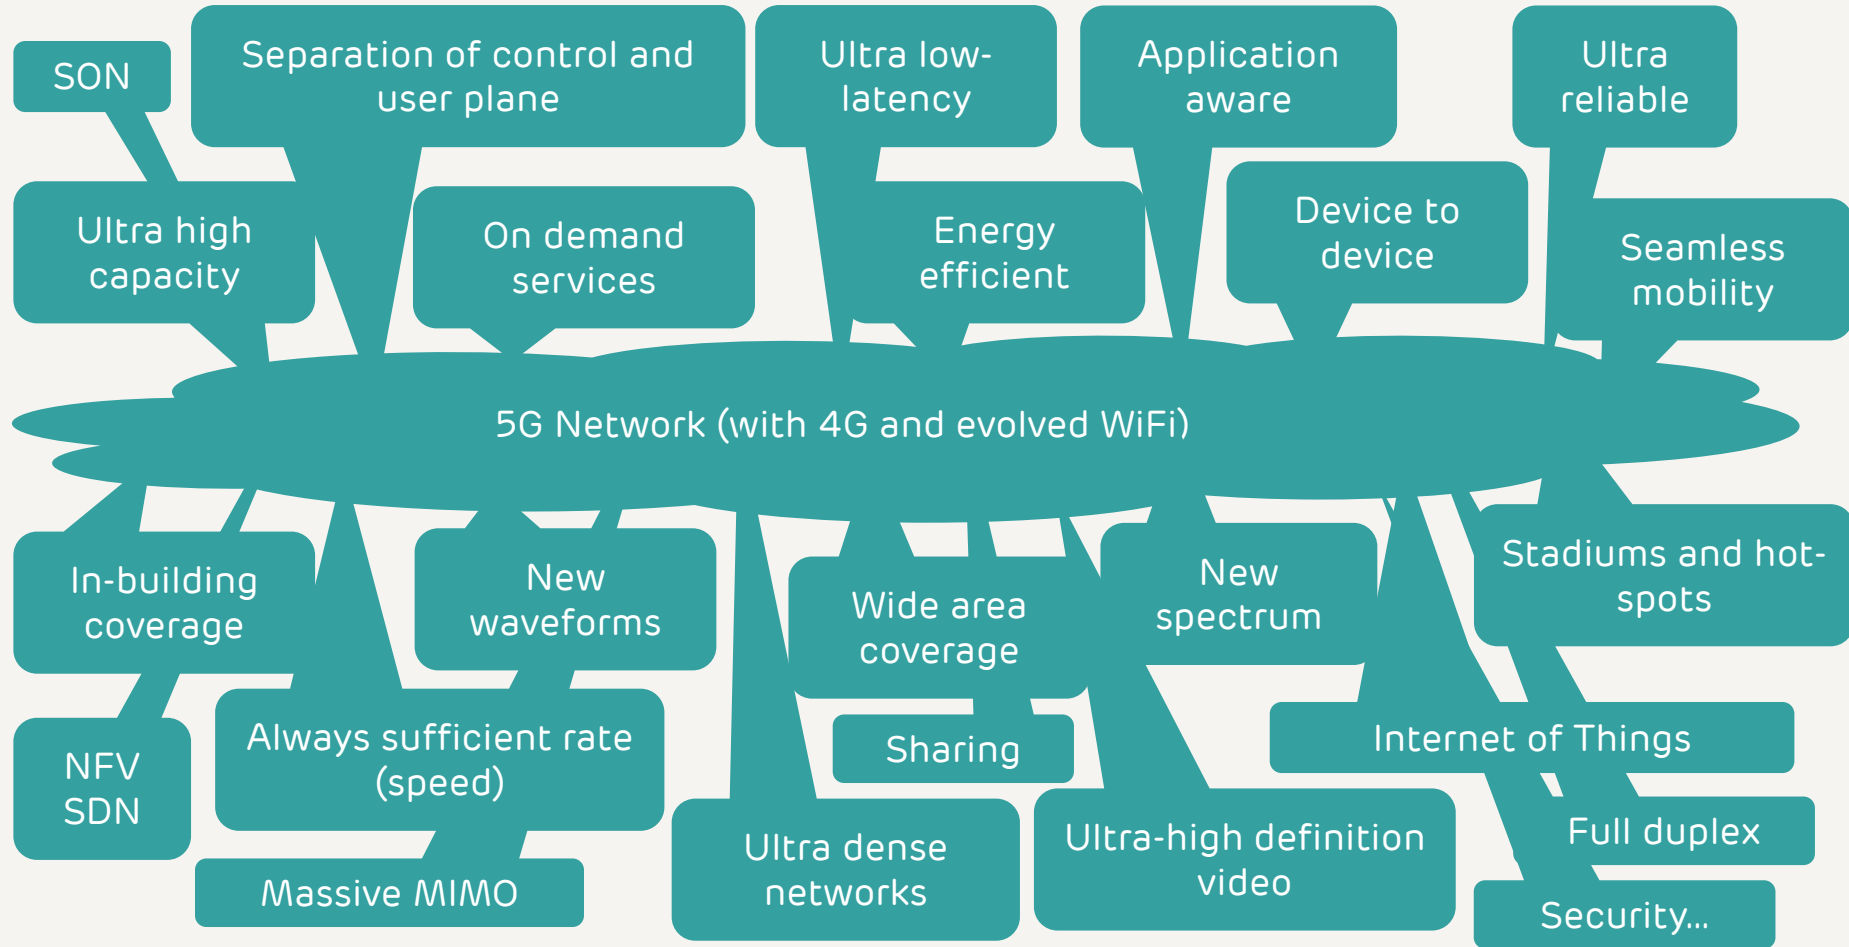 SON
Separation of control and
user plane
Ultra low-
latency
Application
aware
Ultra
reliable
Ultra high
capacity
On demand
services
Energy
efficient
Device to
device
Seamless
mobility
5G Network (with 4G and evolved WiFi)
In-building
coverage
New
waveforms
Wide area
coverage
New
spectrum
Stadiums and hot-
spots
NFV
SDN
Always sufficient rate
(speed)
Sharing
Internet of Things
Massive MIMO
Ultra dense
networks
Ultra-high definition
video
Full duplex
Security...